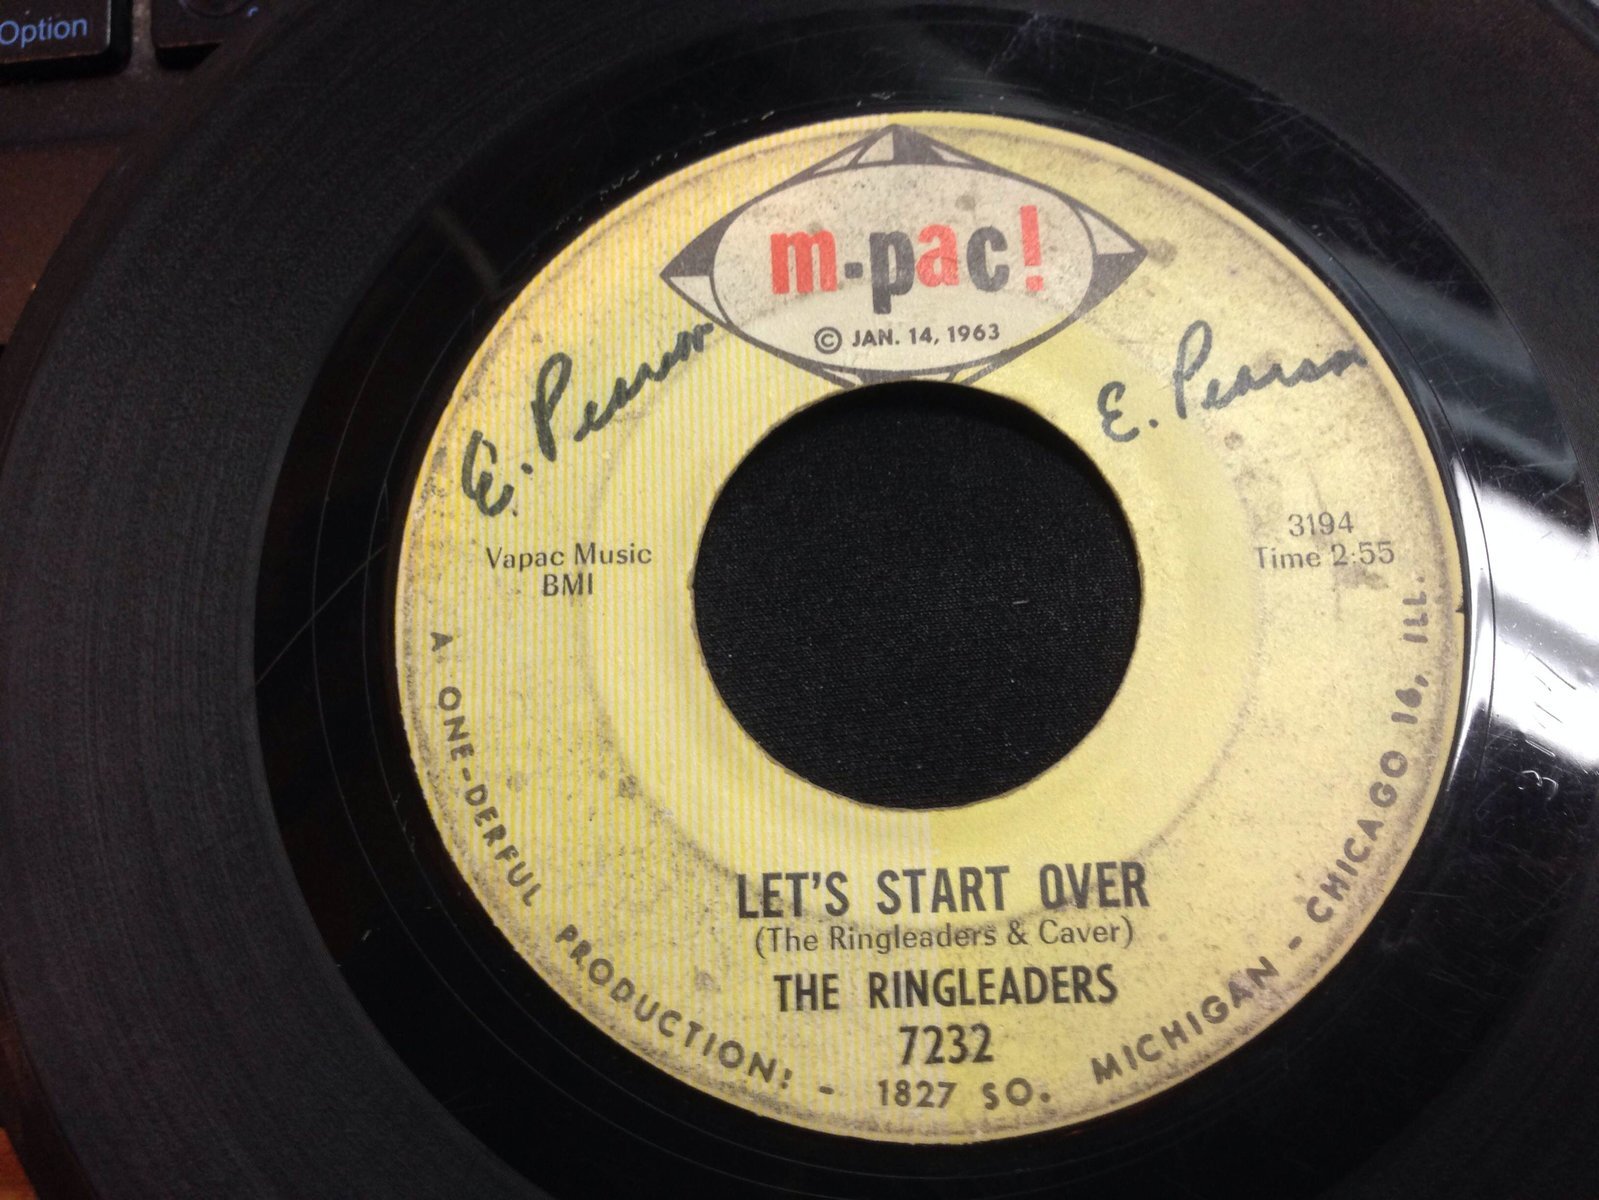 Option
m-pac!
© JAN. 14, 1963
E. Pearson
E. Pearson
Vapac Music
BMI
3194
Time 2:55
LET'S START OVER
(The Ringleaders & Caver)
THE RINGLEADERS
7232
A ONE-DERFUL PRODUCTION! - 1827 SO. MICHIGAN - CHICAGO 16, ILL.